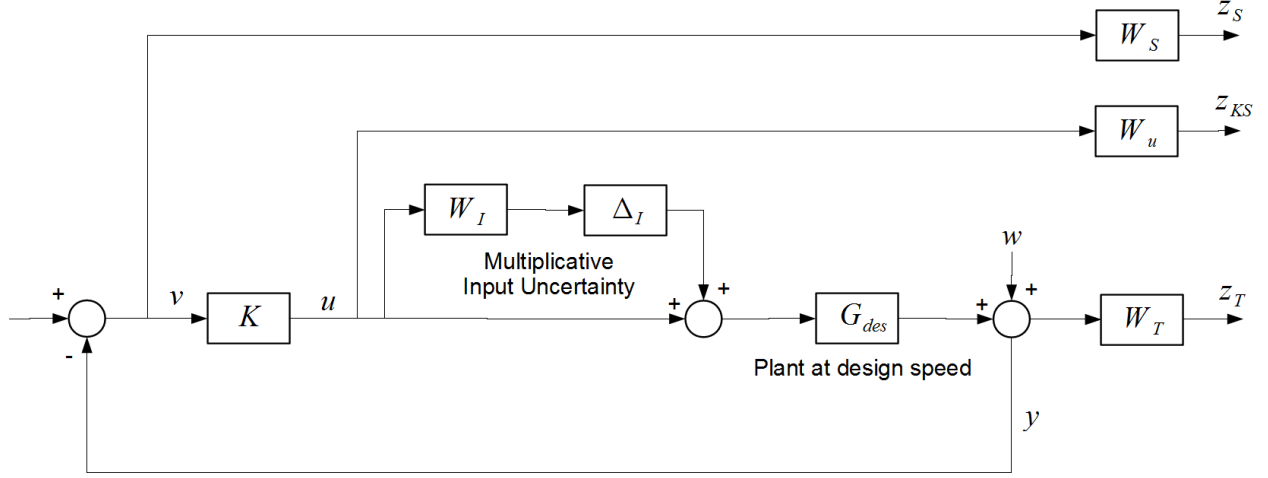 z_S
W_S
z_KS
W_u
W_I
Δ_I
Multiplicative
Input Uncertainty
w
+
v
K
u
+
+
G_des
+
+
W_T
z_T
-
Plant at design speed
y